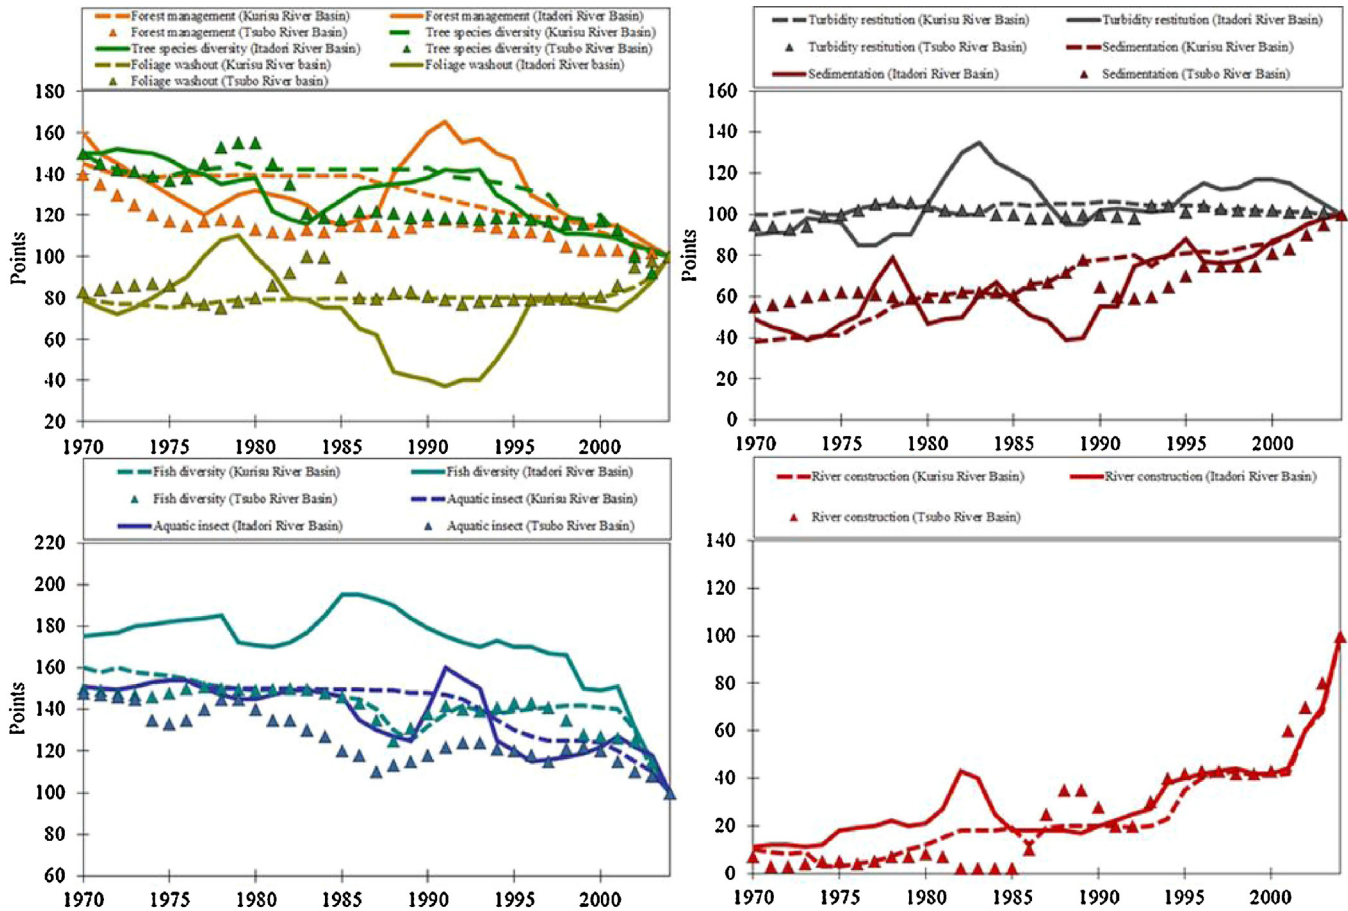 Forest management (Kurisu River Basin) Forest management (Itadori River Basin)
Forest management (Tsubo River Basin) Tree species diversity (Kurisu River Basin)
Tree species diversity (Itadori River Basin) Tree species diversity (Tsubo River Basin)
Foliage washout (Kurisu River basin) Foliage washout (Itadori River basin)
Foliage washout (Tsubo River basin)
180
160
140
120
100
80
60
40
20
Points
1970 1975 1980 1985 1990 1995 2000
Turbidity restitution (Kurisu River Basin) Turbidity restitution (Itadori River Basin)
Turbidity restitution (Tsubo River Basin) Sedimentation (Kurisu River Basin)
Sedimentation (Itadori River Basin) Sedimentation (Tsubo River Basin)
160
140
120
100
80
60
40
20
0
Points
1970 1975 1980 1985 1990 1995 2000
Fish diversity (Kurisu River Basin) Fish diversity (Itadori River Basin)
Fish diversity (Tsubo River Basin) Aquatic insect (Kurisu River Basin)
Aquatic insect (Itadori River Basin) Aquatic insect (Tsubo River Basin)
220
200
180
160
140
120
100
80
60
Points
1970 1975 1980 1985 1990 1995 2000
River construction (Kurisu River Basin) River construction (Itadori River Basin)
River construction (Tsubo River Basin)
140
120
100
80
60
40
20
0
1970 1975 1980 1985 1990 1995 2000